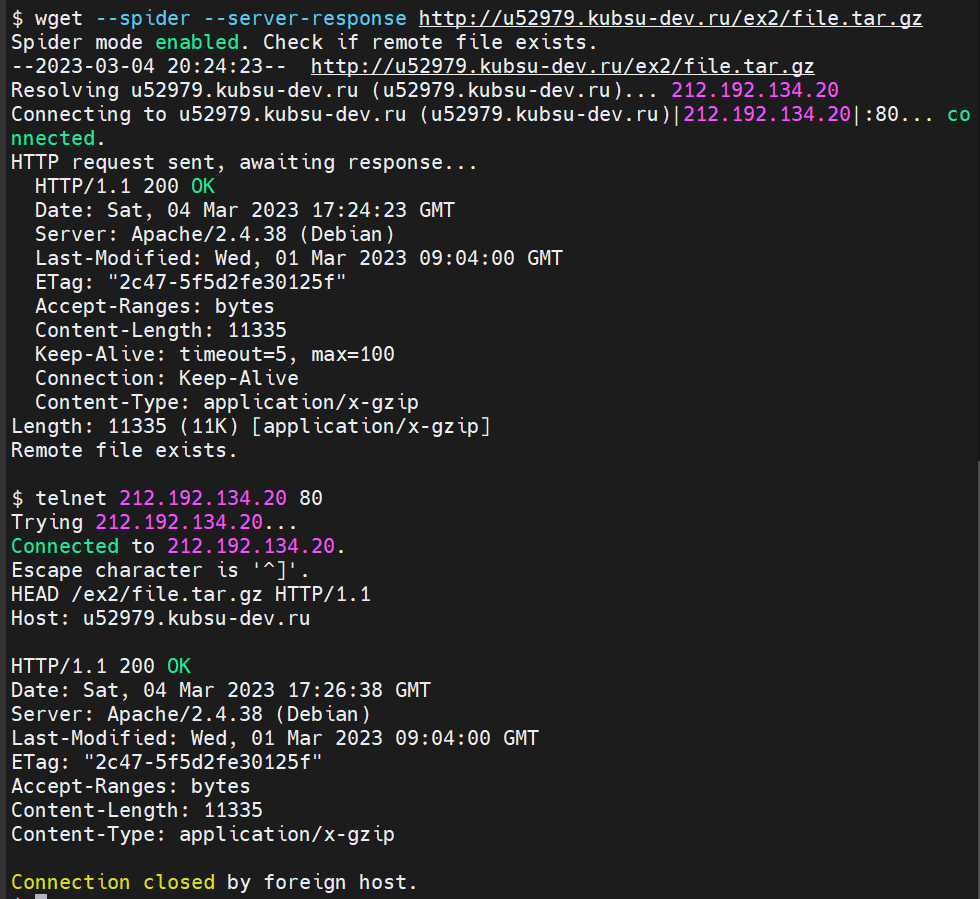 $ wget --spider --server-response http://u52979.kubsu-dev.ru/ex2/file.tar.gz
Spider mode enabled. Check if remote file exists.
--2023-03-04 20:24:23--  http://u52979.kubsu-dev.ru/ex2/file.tar.gz
Resolving u52979.kubsu-dev.ru (u52979.kubsu-dev.ru)... 212.192.134.20
Connecting to u52979.kubsu-dev.ru (u52979.kubsu-dev.ru)|212.192.134.20|:80... co
nnected.
HTTP request sent, awaiting response...
  HTTP/1.1 200 OK
  Date: Sat, 04 Mar 2023 17:24:23 GMT
  Server: Apache/2.4.38 (Debian)
  Last-Modified: Wed, 01 Mar 2023 09:04:00 GMT
  ETag: "2c47-5f5d2fe30125f"
  Accept-Ranges: bytes
  Content-Length: 11335
  Keep-Alive: timeout=5, max=100
  Connection: Keep-Alive
  Content-Type: application/x-gzip
Length: 11335 (11K) [application/x-gzip]
Remote file exists.

$ telnet 212.192.134.20 80
Trying 212.192.134.20...
Connected to 212.192.134.20.
Escape character is '^]'.
HEAD /ex2/file.tar.gz HTTP/1.1
Host: u52979.kubsu-dev.ru

HTTP/1.1 200 OK
Date: Sat, 04 Mar 2023 17:26:38 GMT
Server: Apache/2.4.38 (Debian)
Last-Modified: Wed, 01 Mar 2023 09:04:00 GMT
ETag: "2c47-5f5d2fe30125f"
Accept-Ranges: bytes
Content-Length: 11335
Content-Type: application/x-gzip

Connection closed by foreign host.